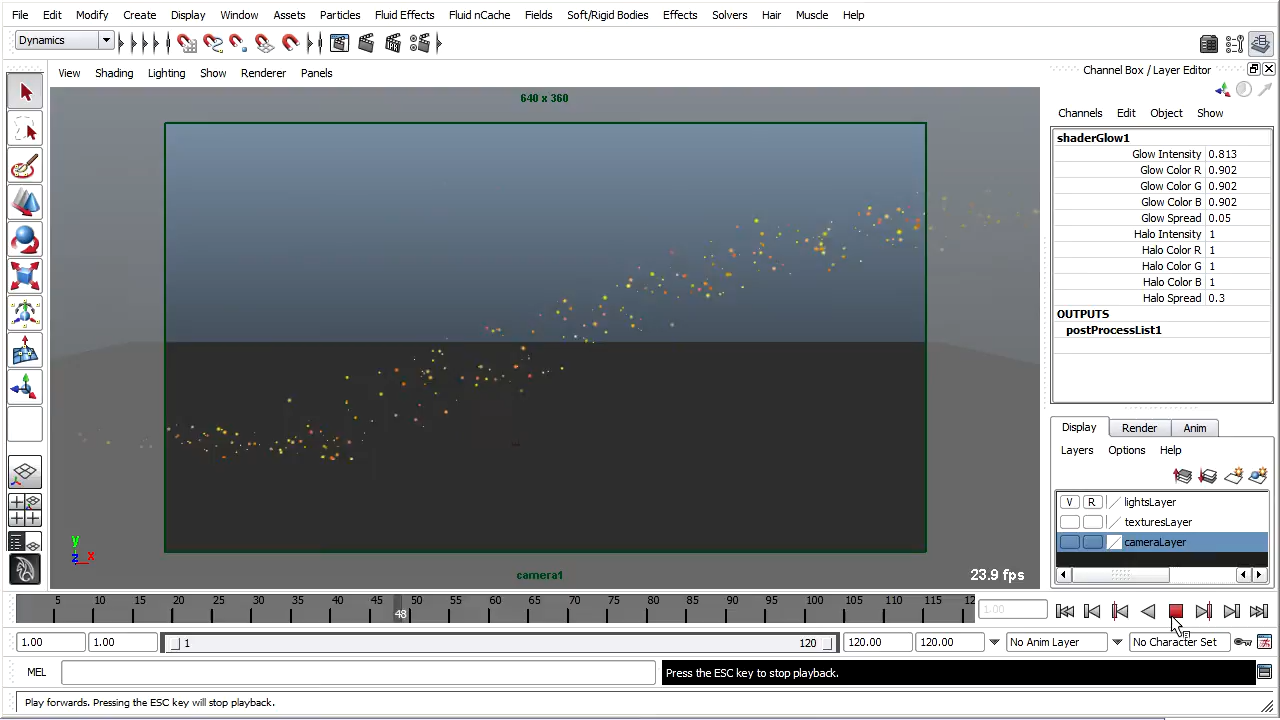 File Edit Modify Create Display Window Assets Particles Fluid Effects Fluid nCache Fields Soft/Rigid Bodies Effects Solvers Hair Muscle Help
Dynamics
Channel Box / Layer Editor
View Shading Lighting Show Renderer Panels
640 x 360
Channels Edit Object Show
shaderGlow1
Glow Intensity 0.813
Glow Color R 0.902
Glow Color G 0.902
Glow Color B 0.902
Glow Spread 0.05
Halo Intensity 1
Halo Color R 1
Halo Color G 1
Halo Color B 1
Halo Spread 0.3
OUTPUTS
postProcessList1
Display Render Anim
Layers Options Help
V R lightsLayer
texturesLayer
cameraLayer
y
z x
camera1
23.9 fps
5 10 15 20 25 30 35 40 45 50 55 60 65 70 75 80 85 90 95 100 105 110 115 12
48
1.00
1.00 1.00 1 120 120.00 120.00 No Anim Layer No Character Set
MEL Press the ESC key to stop playback.
Play forwards. Pressing the ESC key will stop playback.